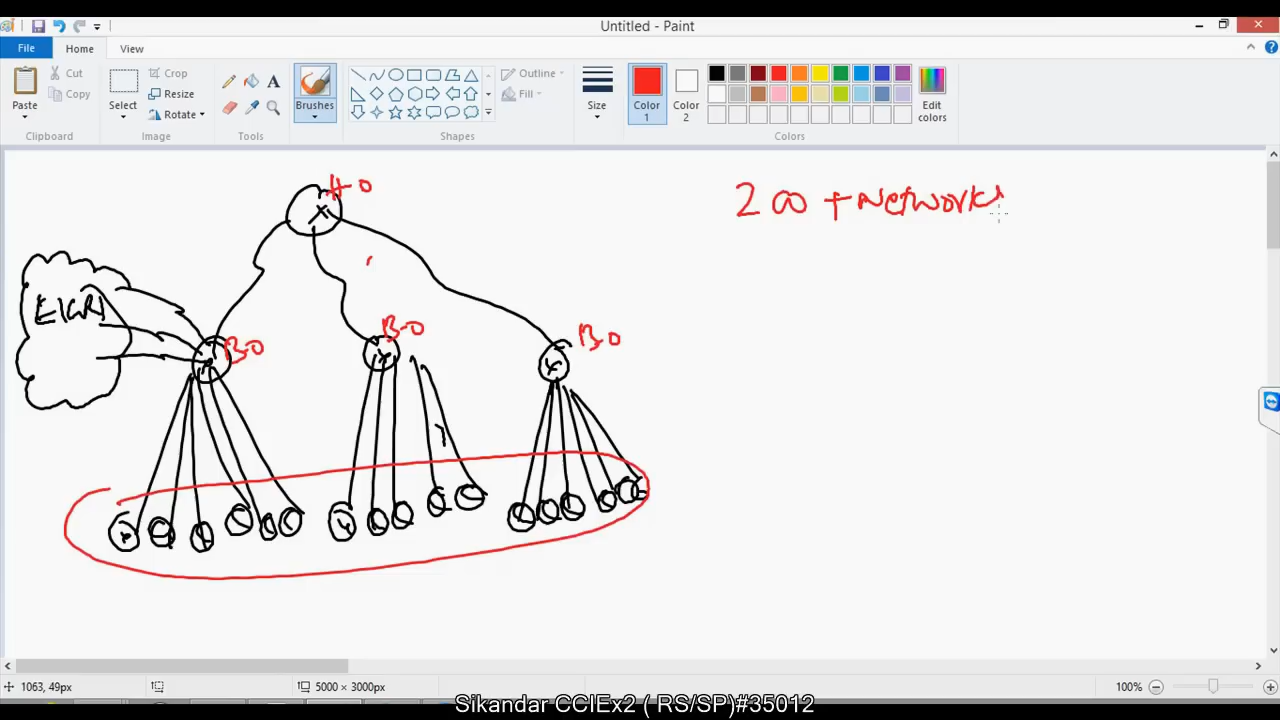 Untitled - Paint
File Home View
Paste
Cut
Copy
Clipboard
Select
Crop
Resize
Rotate
Image
A
Tools
Brushes
Shapes
Outline
Fill
Size
Color 1
Color 2
Edit colors
Colors
H-O
200 + Networks
EIGRP
B-O
B-O
B-O
1063, 49px
5000 × 3000px
100%
Sikandar CCIEx2 ( RS/SP)#35012